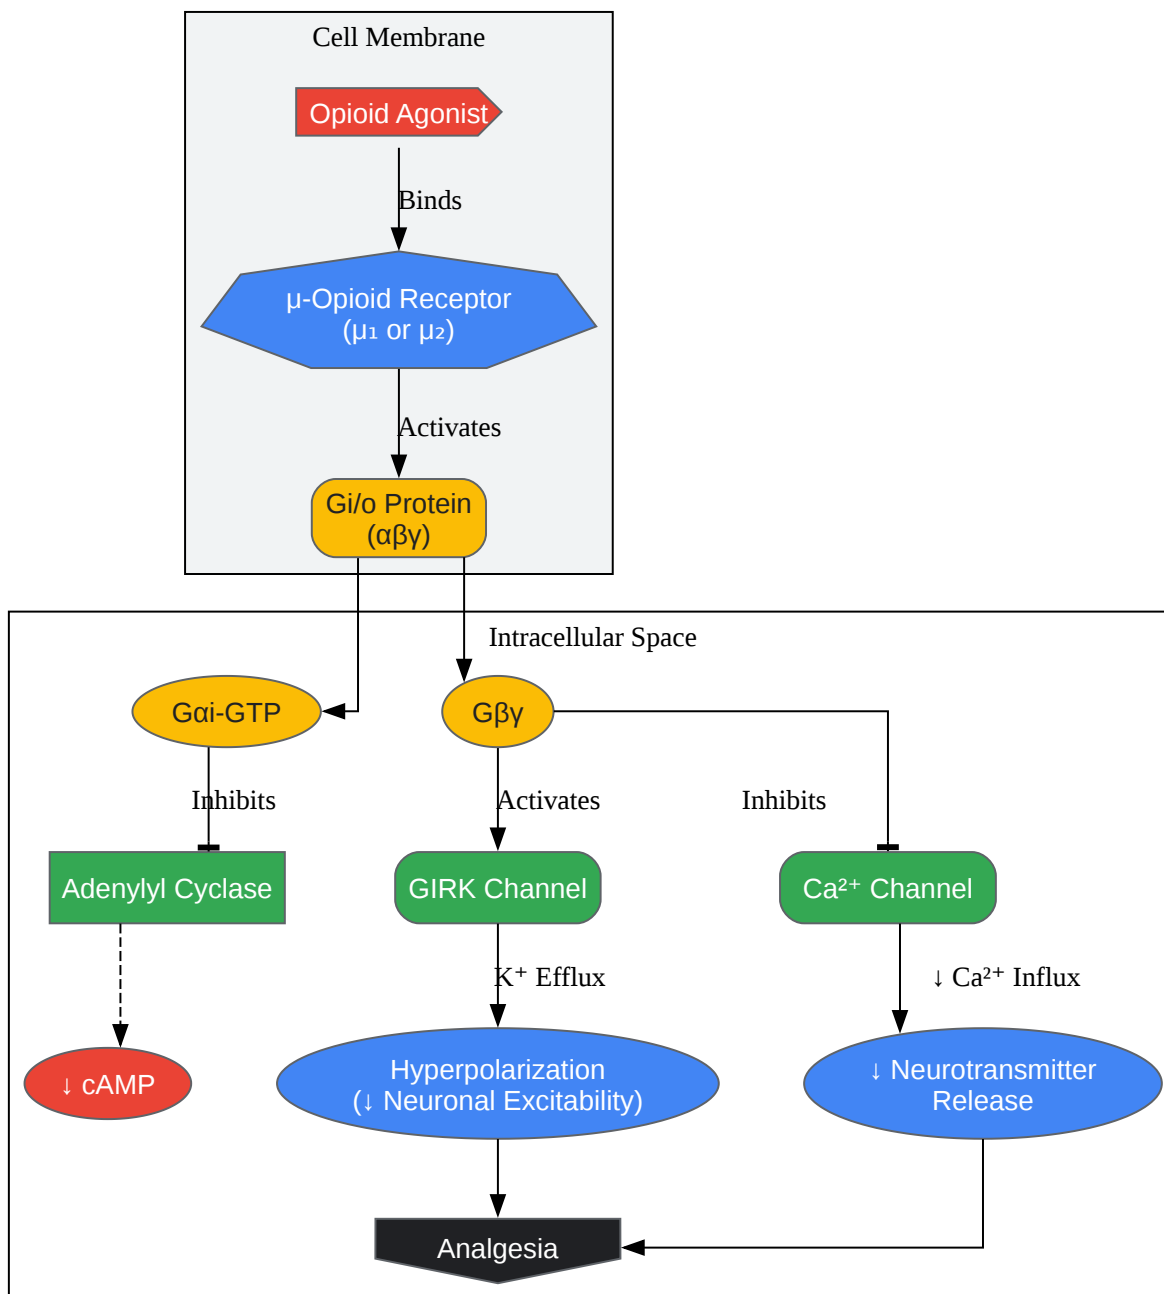 Cell Membrane
Opioid Agonist
Binds
μ-Opioid Receptor
(μ₁ or μ₂)
Activates
Gi/o Protein
(αβγ)
Intracellular Space
Gαi-GTP
Gβγ
Inhibits
Activates
Inhibits
Adenylyl Cyclase
GIRK Channel
Ca²⁺ Channel
K⁺ Efflux
↓ Ca²⁺ Influx
↓ cAMP
Hyperpolarization
(↓ Neuronal Excitability)
↓ Neurotransmitter
Release
Analgesia